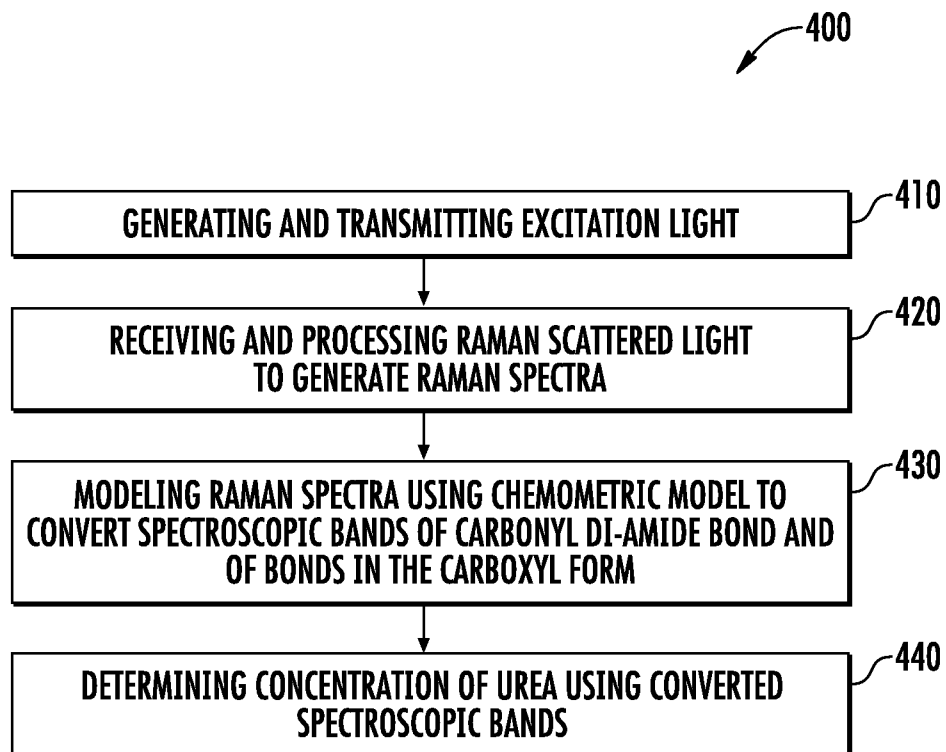 400
410
GENERATING AND TRANSMITTING EXCITATION LIGHT
420
RECEIVING AND PROCESSING RAMAN SCATTERED LIGHT
TO GENERATE RAMAN SPECTRA
430
MODELING RAMAN SPECTRA USING CHEMOMETRIC MODEL TO
CONVERT SPECTROSCOPIC BANDS OF CARBONYL DI-AMIDE BOND AND
OF BONDS IN THE CARBOXYL FORM
440
DETERMINING CONCENTRATION OF UREA USING CONVERTED
SPECTROSCOPIC BANDS